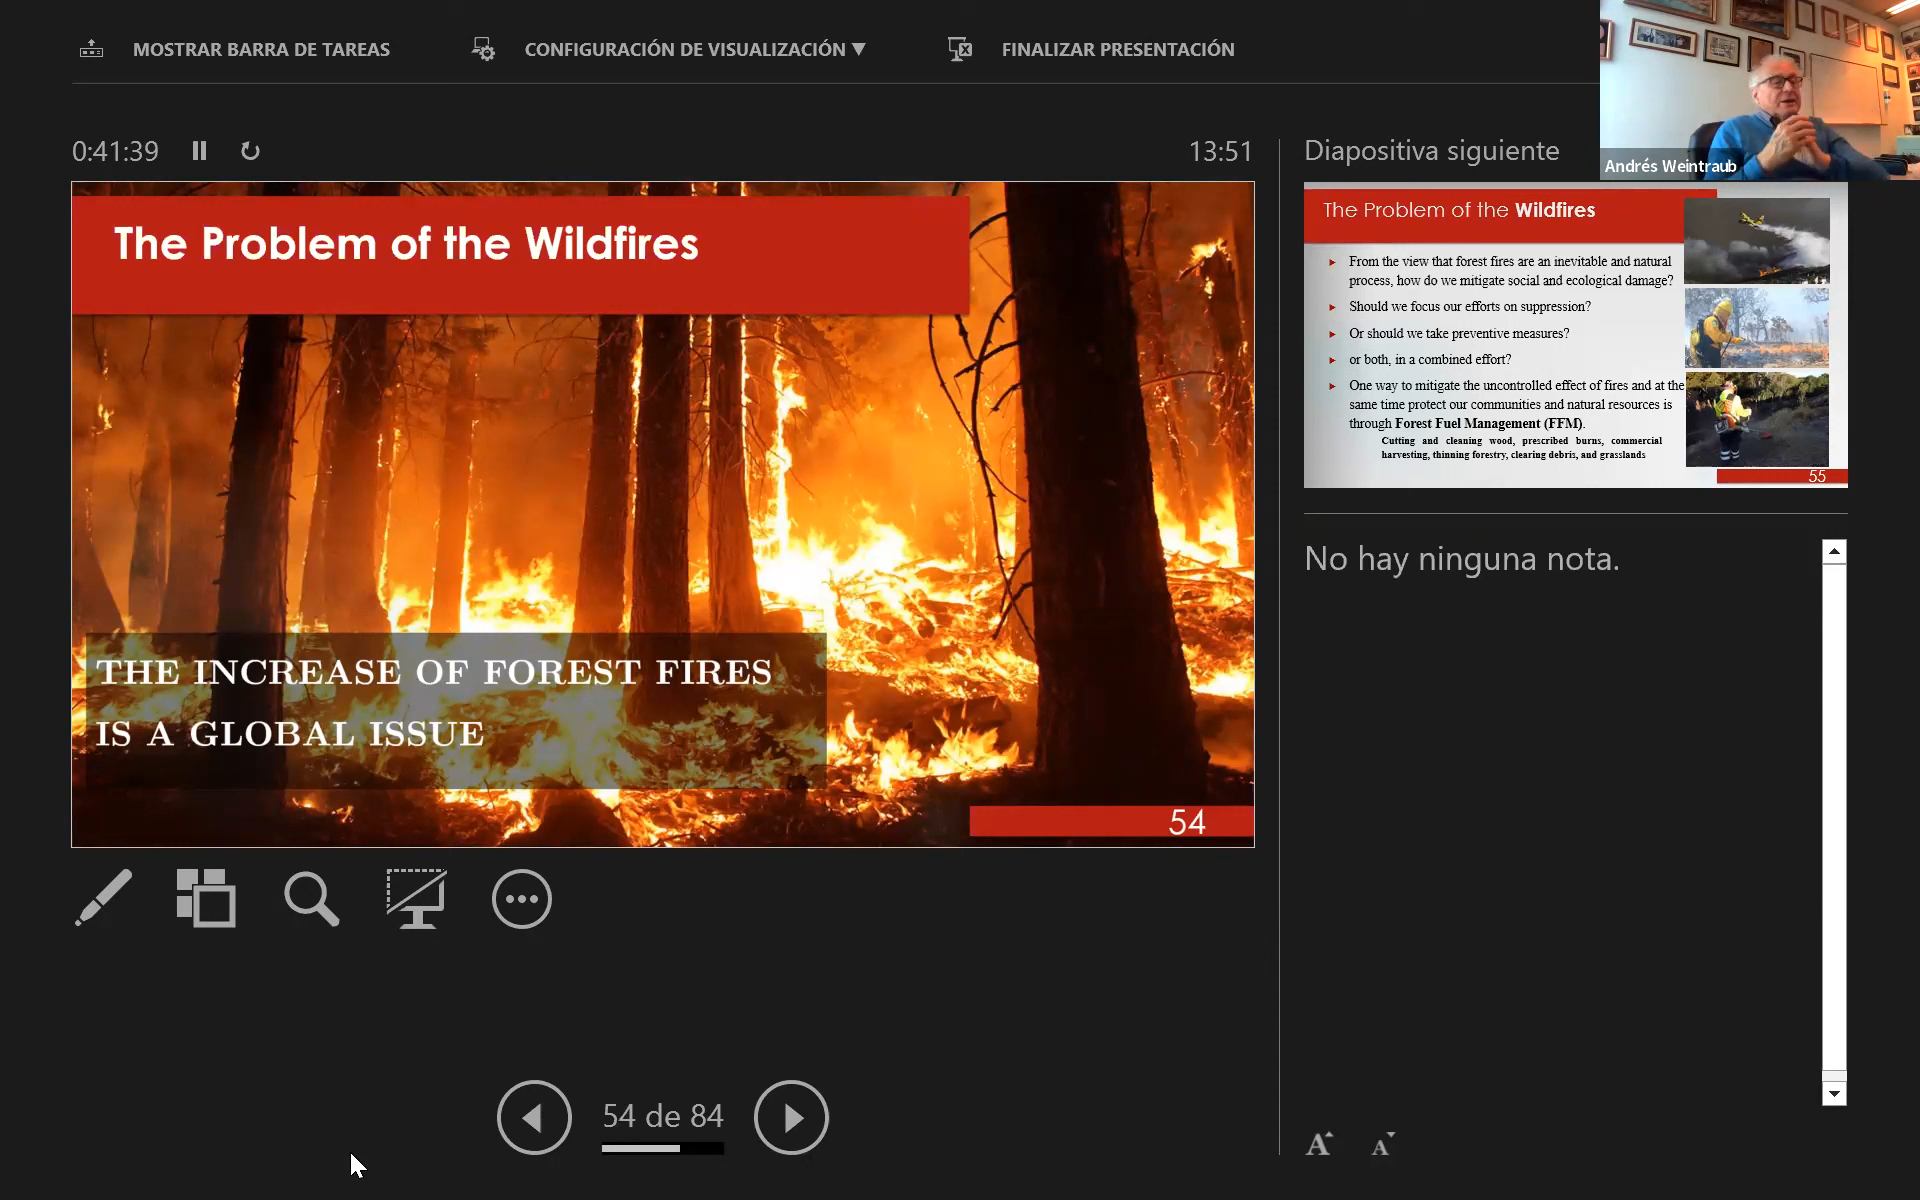 MOSTRAR BARRA DE TAREAS
CONFIGURACIÓN DE VISUALIZACIÓN ▼
FINALIZAR PRESENTACIÓN
Andrés Weintraub
0:41:39
13:51
The Problem of the Wildfires
THE INCREASE OF FOREST FIRES
IS A GLOBAL ISSUE
54
54 de 84
Diapositiva siguiente
The Problem of the Wildfires
From the view that forest fires are an inevitable and natural
process, how do we mitigate social and ecological damage?
Should we focus our efforts on suppression?
Or should we take preventive measures?
or both, in a combined effort?
One way to mitigate the uncontrolled effect of fires and at the
same time protect our communities and natural resources is
through Forest Fuel Management (FFM).
Cutting and cleaning wood, prescribed burns, commercial
harvesting, thinning forestry, clearing debris, and grasslands
55
No hay ninguna nota.
A A